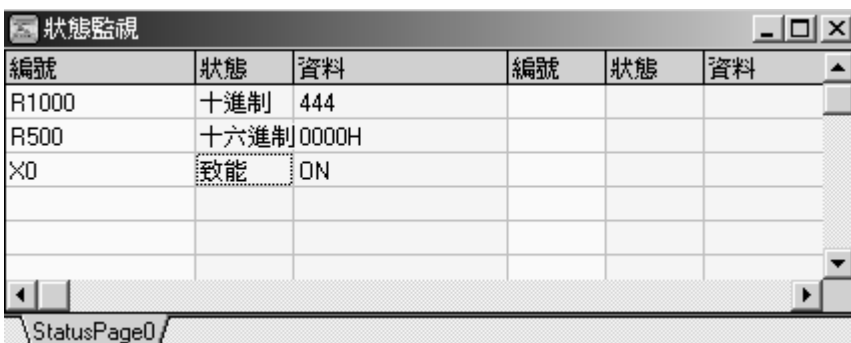 狀態監視
編號 狀態 資料 編號 狀態 資料
R1000 十進制 444
R500 十六進制 0000H
X0 致能 ON
StatusPage0